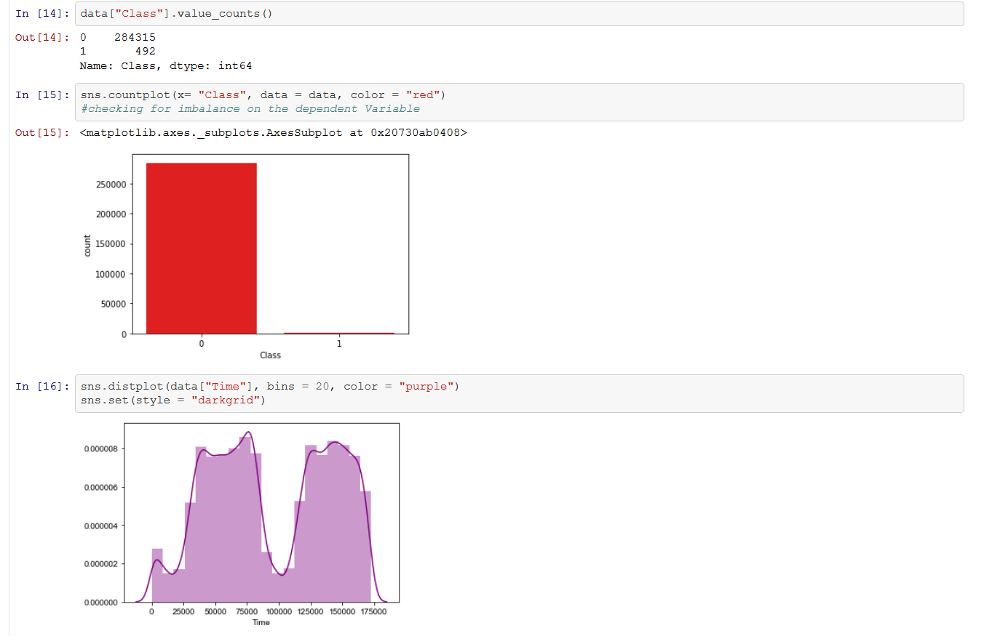 In [14]: data["Class"].value_counts()
Out[14]: 0    284315
1       492
Name: Class, dtype: int64
In [15]: sns.countplot(x= "Class", data = data, color = "red")
#checking for imbalance on the dependent Variable
Out[15]: <matplotlib.axes._subplots.AxesSubplot at 0x20730ab0408>
250000
200000
150000
100000
50000
0
count
0 1
Class
In [16]: sns.distplot(data["Time"], bins = 20, color = "purple")
sns.set(style = "darkgrid")
0.000008
0.000006
0.000004
0.000002
0.000000
0 25000 50000 75000 100000 125000 150000 175000
Time